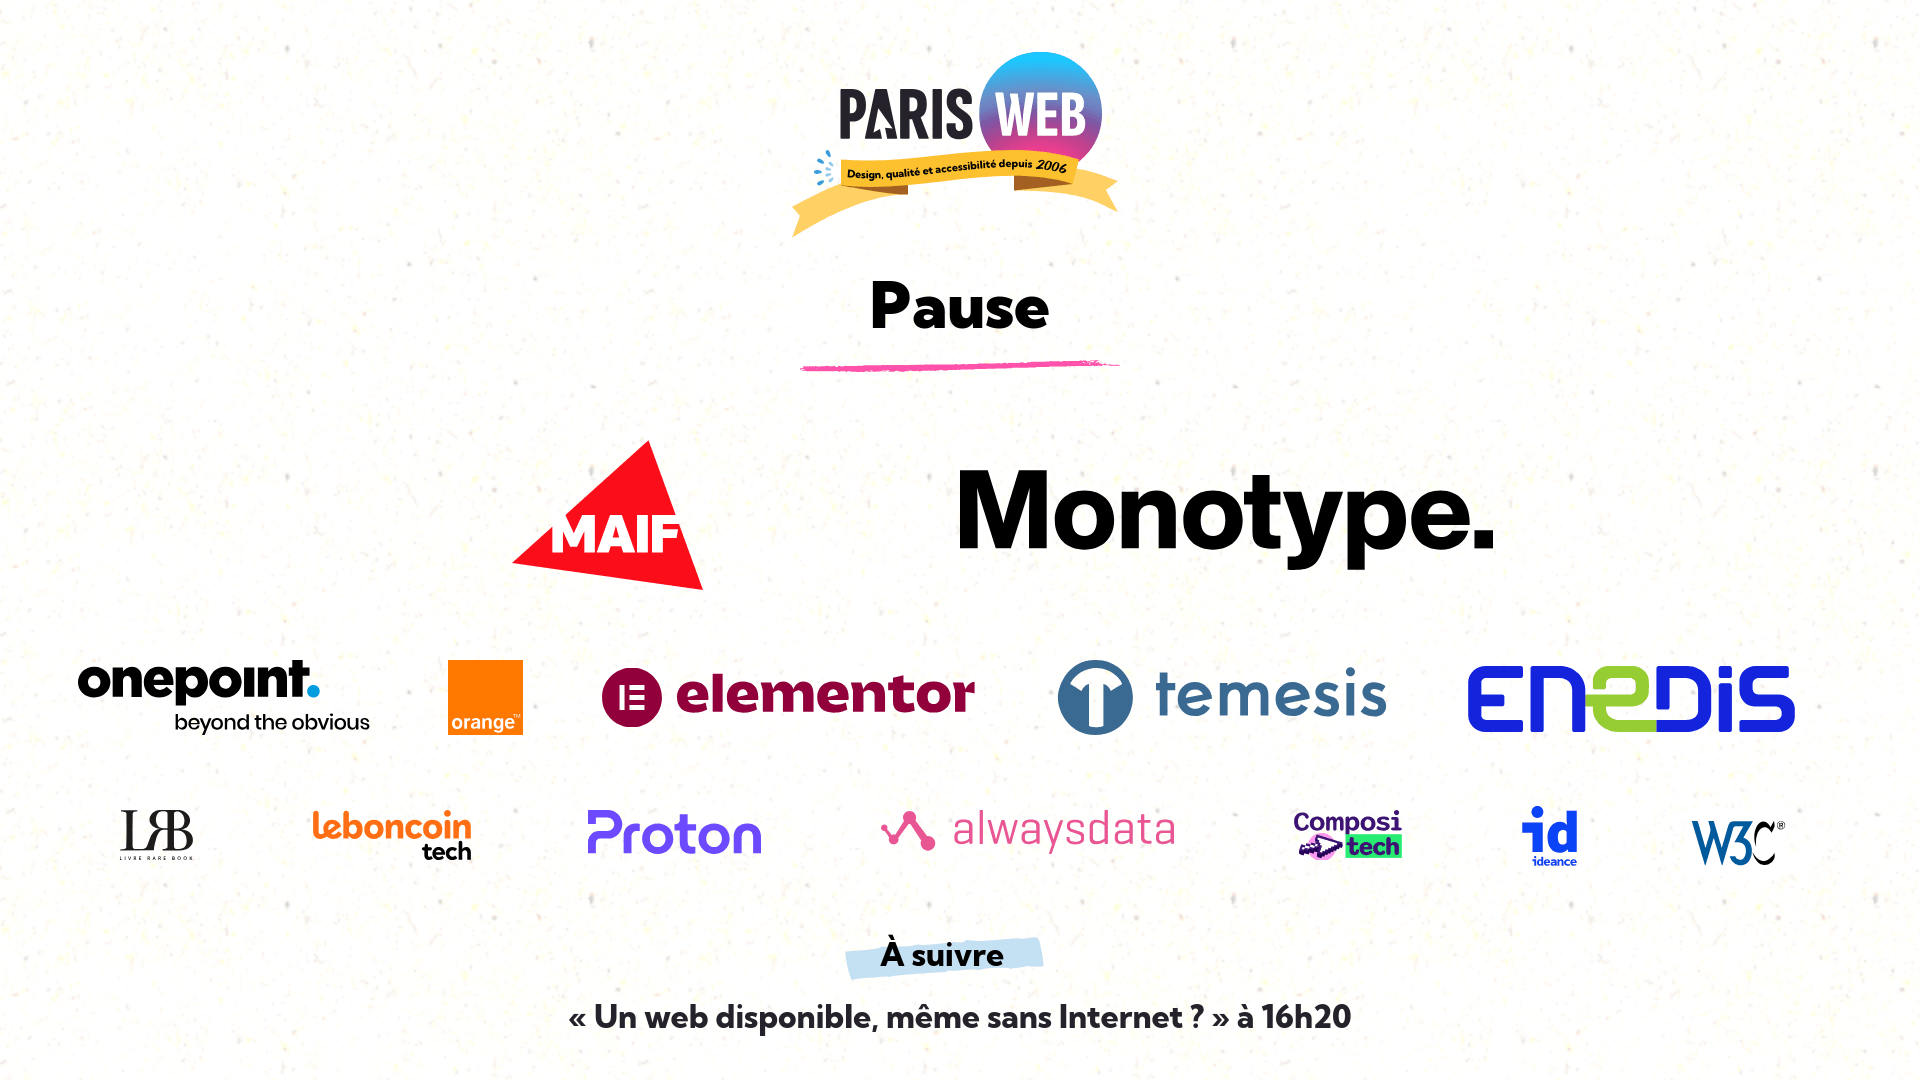 PARIS WEB
Design, qualité et accessibilité depuis 2006
Pause
MAIF
Monotype.
onepoint.
beyond the obvious
orange™
elementor
temesis
ENEDIS
LRB
LIVRE RARE BOOK
leboncoin
tech
Proton
alwaysdata
Composi
tech
id
ideance
W3C®
À suivre
« Un web disponible, même sans Internet ? » à 16h20